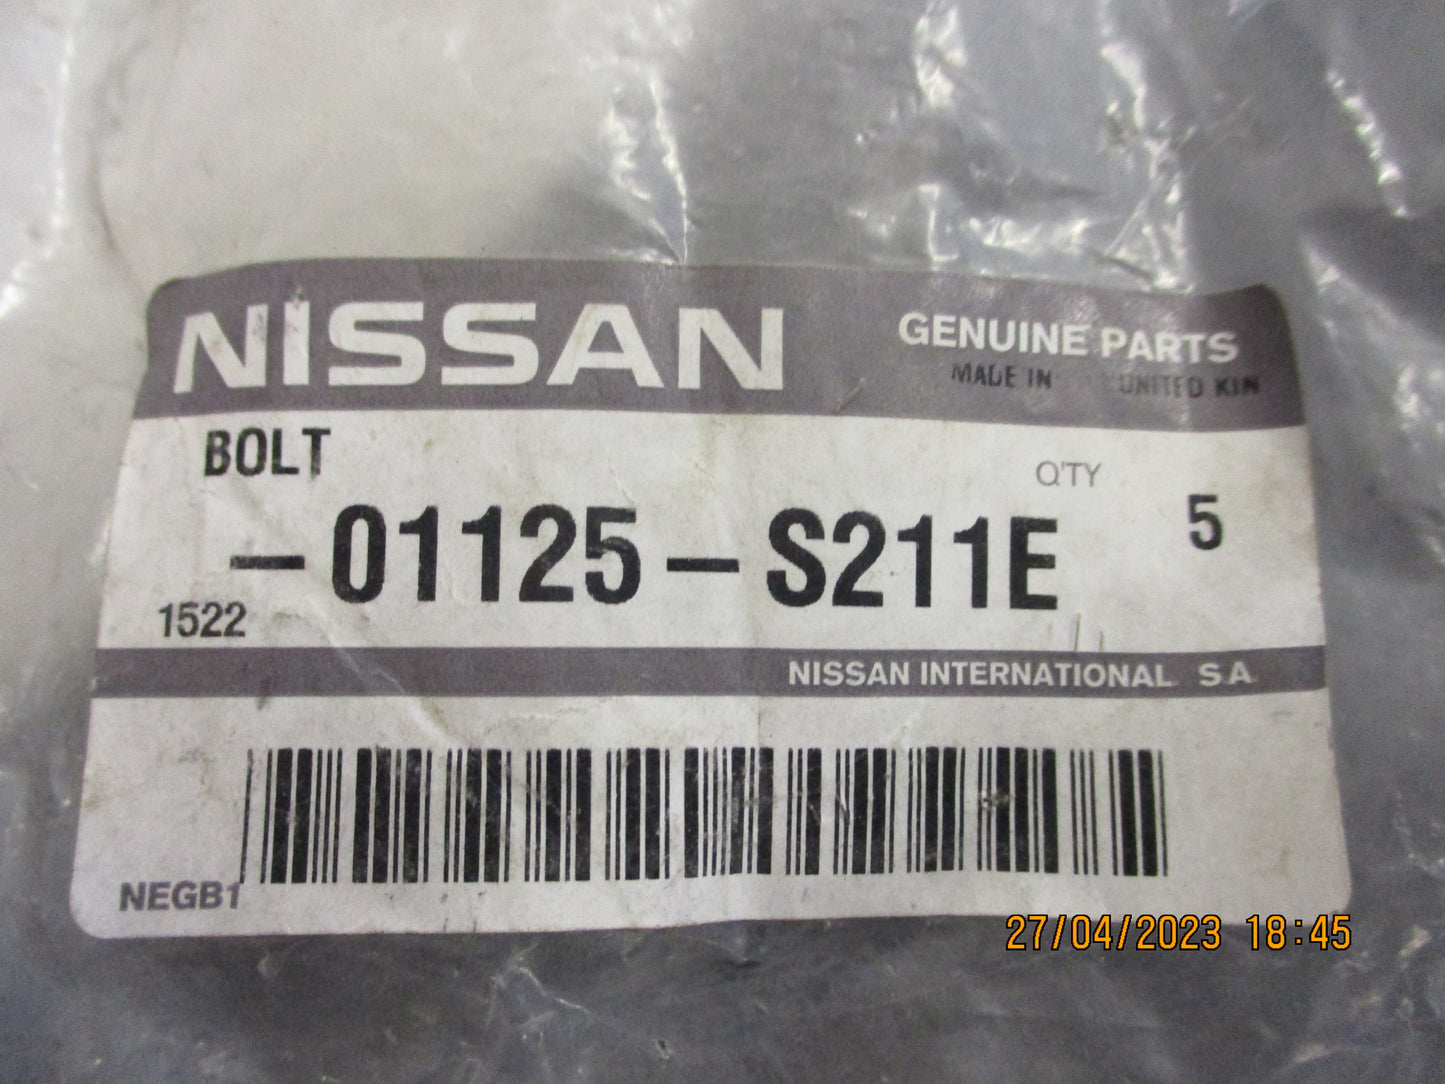 NISSAN GENUINE PARTS
MADE IN UNITED KIN
BOLT
Q'TY 5
-01125-S211E
1522
NISSAN INTERNATIONAL S.A.
NEGB1
27/04/2023 18:45